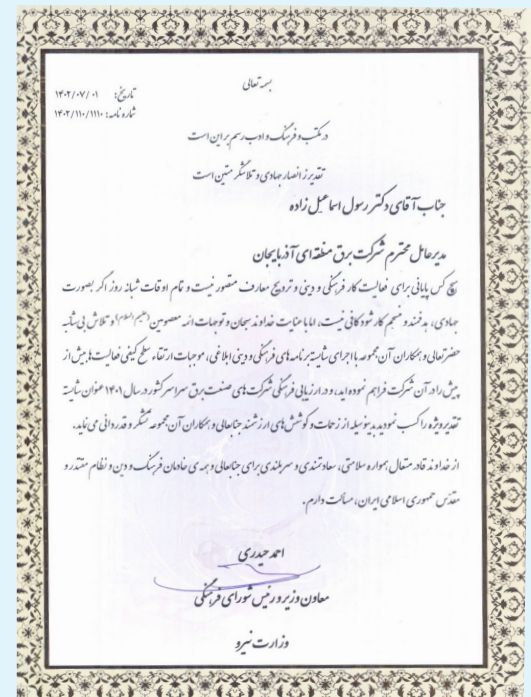 بسمه تعالی
تاریخ: ۱۴۰۲/۰۷/۰۱
شماره نامه: ۱۴۰۲/۱۱۰/۱۱۱۰
در مکتب و فرهنگ و ادب رسم بر این است
تقدیر ز انصار جهادی و تلاشگر متین است
جناب آقای دکتر رسول اسماعیل زاده
مدیرعامل محترم شرکت برق منطقه‌ای آذربایجان
هیچ کس پایانی برای فعالیت کار فرهنگی و دینی و ترویج معارف متصور نیست و تمام اوقات شبانه روز اگر بصورت
جهادی، هدفمند و منسجم کار شود کافی نیست، اما با عنایت خداوند سبحان و توجهات ائمه معصومین (علیهم السلام) و تلاش بی شائبه
حضرتعالی و همکاران آن مجموعه با اجرای شایسته برنامه های فرهنگی و دینی ابلاغی، موجبات ارتقاء سطح کیفی فعالیت ها بیش از
پیش را در آن شرکت فراهم نموده اید، و در ارزیابی فرهنگی شرکت های صنعت برق سراسر کشور در سال ۱۴۰۱ عنوان شایسته
تقدیر ویژه را کسب نمودید بدینوسیله از زحمات و کوشش های ارزشمند جنابعالی و همکاران آن مجموعه تشکر و قدردانی می نماید.
از خداوند قادر متعال همواره سلامتی، سعادتمندی و سربلندی برای جنابعالی و همه ی خادمان فرهنگ و دین و نظام مقتدر و
مقدس جمهوری اسلامی ایران، مسألت دارم.
احمد حیدری
معاون وزیر و رئیس شورای فرهنگی
وزارت نیرو